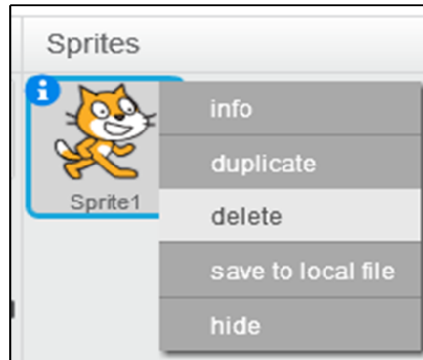 Sprites
i
Sprite1
info
duplicate
delete
save to local file
hide